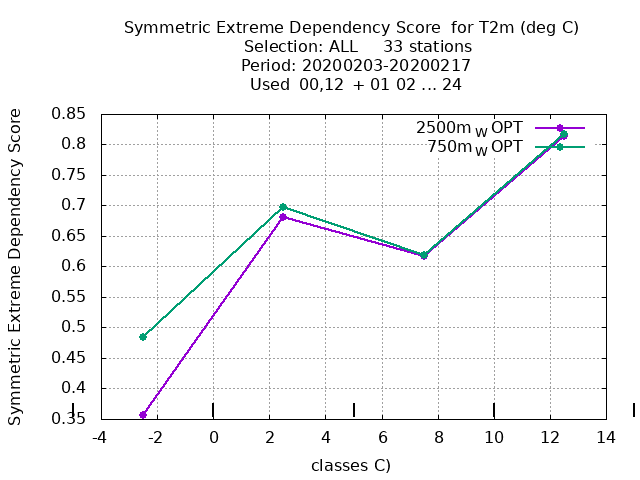 Symmetric Extreme Dependency Score  for T2m (deg C)
Selection: ALL     33 stations
Period: 20200203-20200217
Used  00,12  + 01 02 ... 24
Symmetric Extreme Dependency Score
0.85
0.8
0.75
0.7
0.65
0.6
0.55
0.5
0.45
0.4
0.35
2500m W OPT
750m W OPT
-4 -2 0 2 4 6 8 10 12 14
classes C)